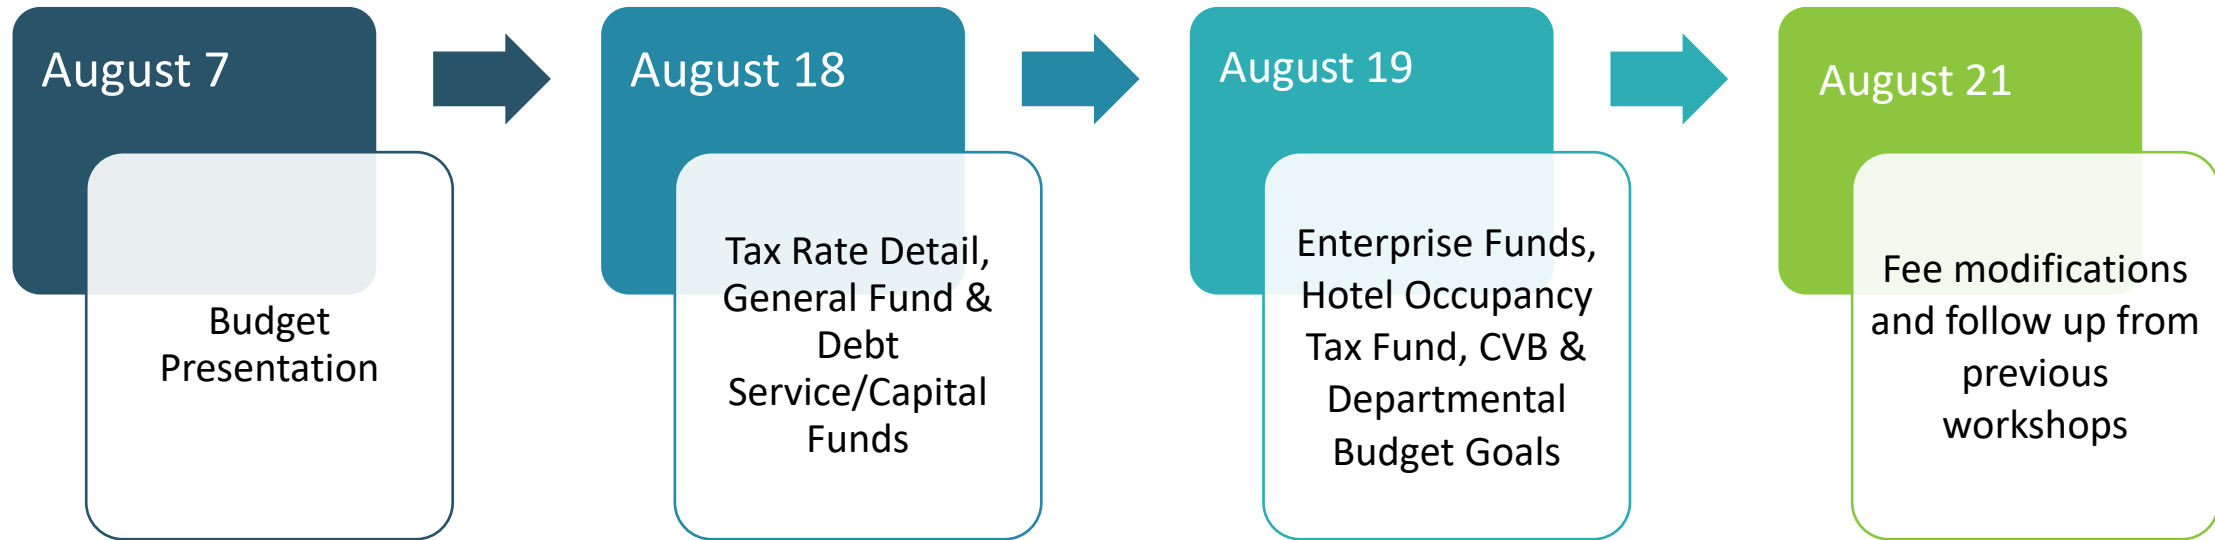 August 7
Budget
Presentation
August 18
Tax Rate Detail,
General Fund &
Debt
Service/Capital
Funds
August 19
Enterprise Funds,
Hotel Occupancy
Tax Fund, CVB &
Departmental
Budget Goals
August 21
Fee modifications
and follow up from
previous
workshops